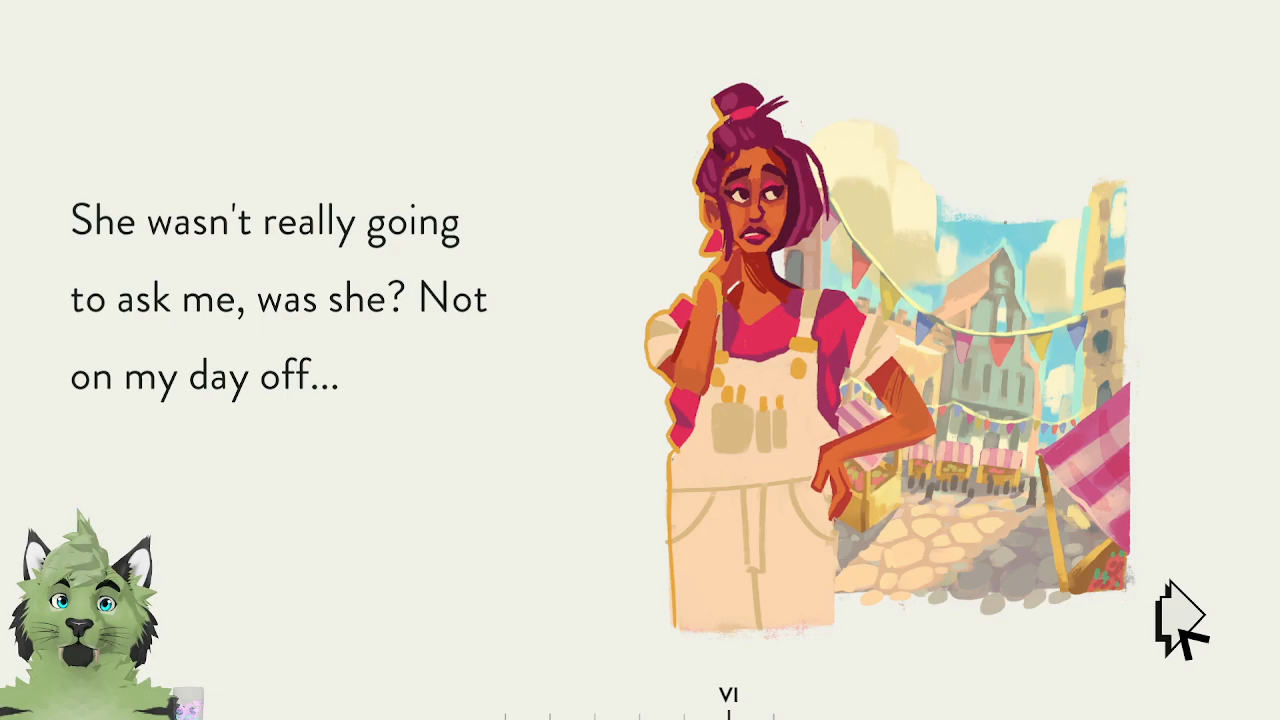 She wasn't really going
to ask me, was she? Not
on my day off...
VI